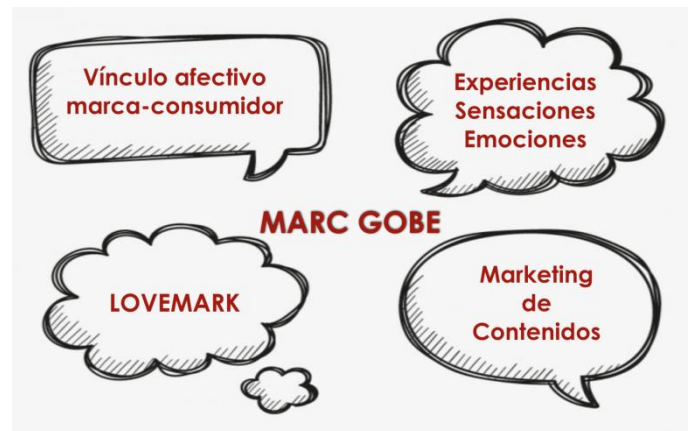 Vínculo afectivo
marca-consumidor
Experiencias
Sensaciones
Emociones
MARC GOBE
LOVEMARK
Marketing
de
Contenidos